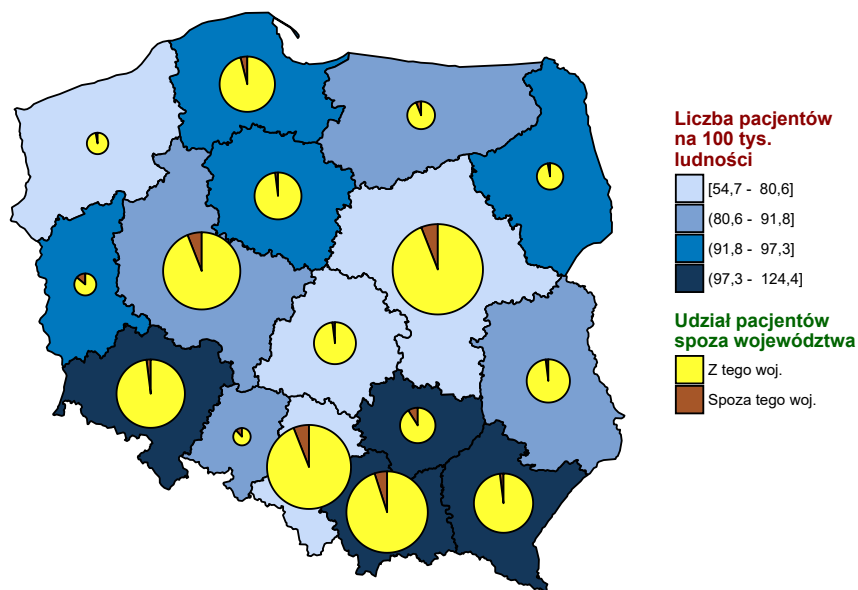 Liczba pacjentów
na 100 tys.
ludności
[54,7 - 80,6]
(80,6 - 91,8]
(91,8 - 97,3]
(97,3 - 124,4]
Udział pacjentów
spoza województwa
Z tego woj.
Spoza tego woj.